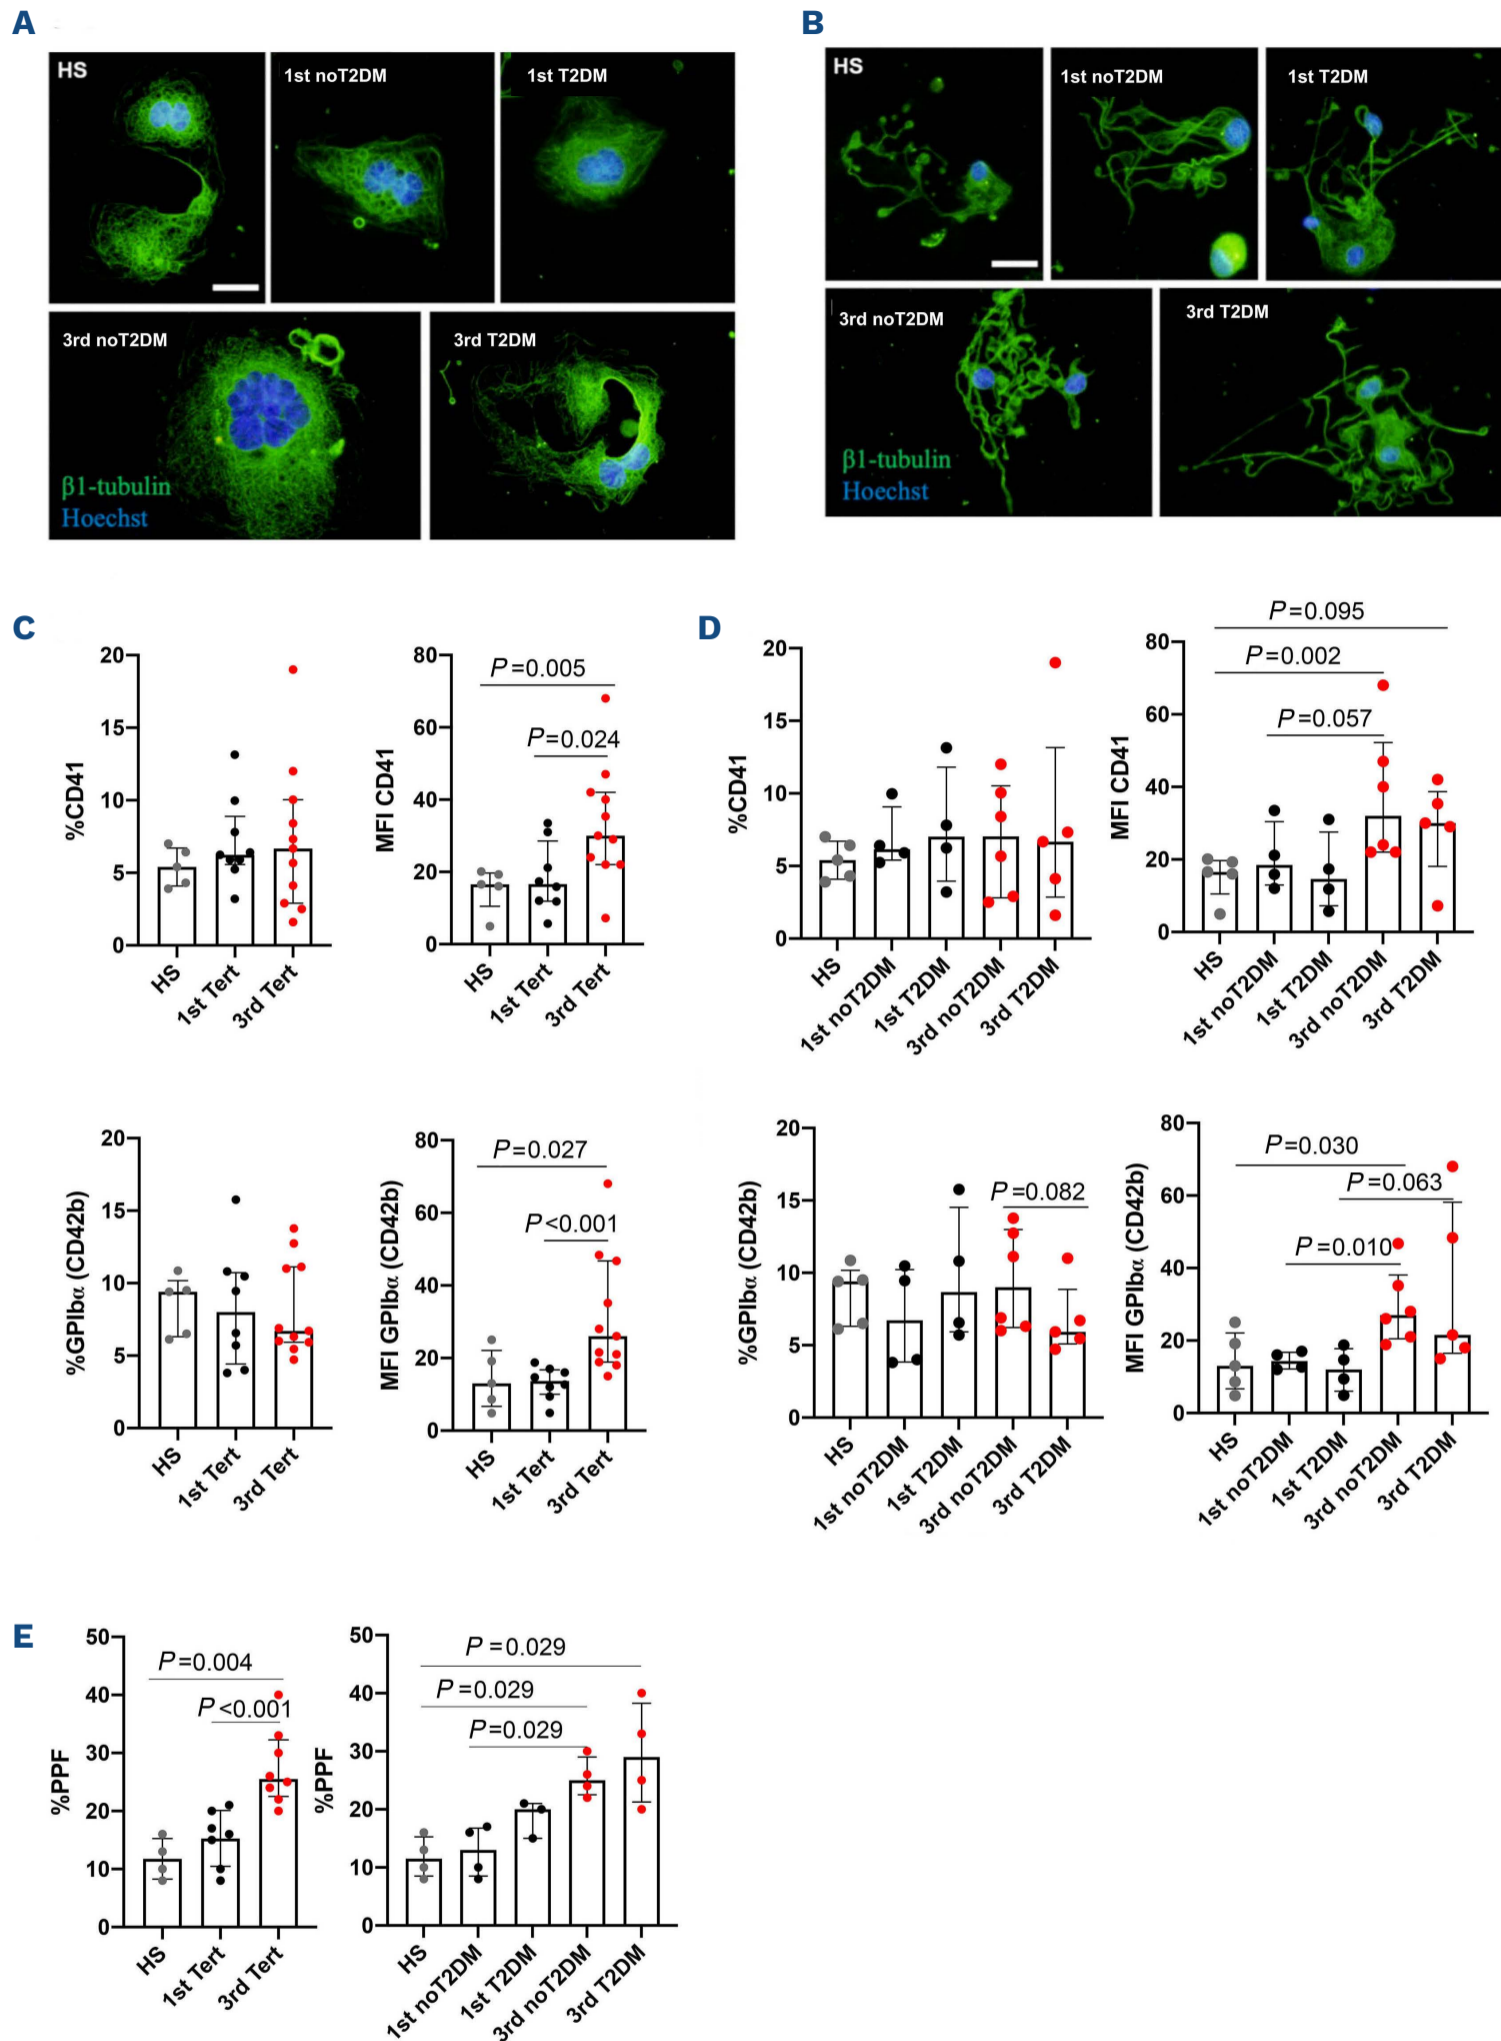 A
B
HS
1st noT2DM
1st T2DM
3rd noT2DM
3rd T2DM
β1-tubulin
Hoechst
HS
1st noT2DM
1st T2DM
3rd noT2DM
3rd T2DM
β1-tubulin
Hoechst
C
%CD41
20
15
10
5
0
HS
1st Tert
3rd Tert
MFI CD41
80
60
40
20
0
P=0.005
P=0.024
HS
1st Tert
3rd Tert
D
%CD41
20
15
10
5
0
HS
1st noT2DM
1st T2DM
3rd noT2DM
3rd T2DM
MFI CD41
80
60
40
20
0
P=0.095
P=0.002
P=0.057
HS
1st noT2DM
1st T2DM
3rd noT2DM
3rd T2DM
%GPIbα (CD42b)
20
15
10
5
0
HS
1st Tert
3rd Tert
MFI GPIbα (CD42b)
80
60
40
20
0
P=0.027
P<0.001
HS
1st Tert
3rd Tert
%GPIbα (CD42b)
20
15
10
5
0
P=0.082
HS
1st noT2DM
1st T2DM
3rd noT2DM
3rd T2DM
MFI GPIbα (CD42b)
80
60
40
20
0
P=0.030
P=0.063
P=0.010
HS
1st noT2DM
1st T2DM
3rd noT2DM
3rd T2DM
E
%PPF
50
40
30
20
10
0
P=0.004
P<0.001
HS
1st Tert
3rd Tert
%PPF
50
40
30
20
10
0
P=0.029
P=0.029
P=0.029
HS
1st noT2DM
1st T2DM
3rd noT2DM
3rd T2DM